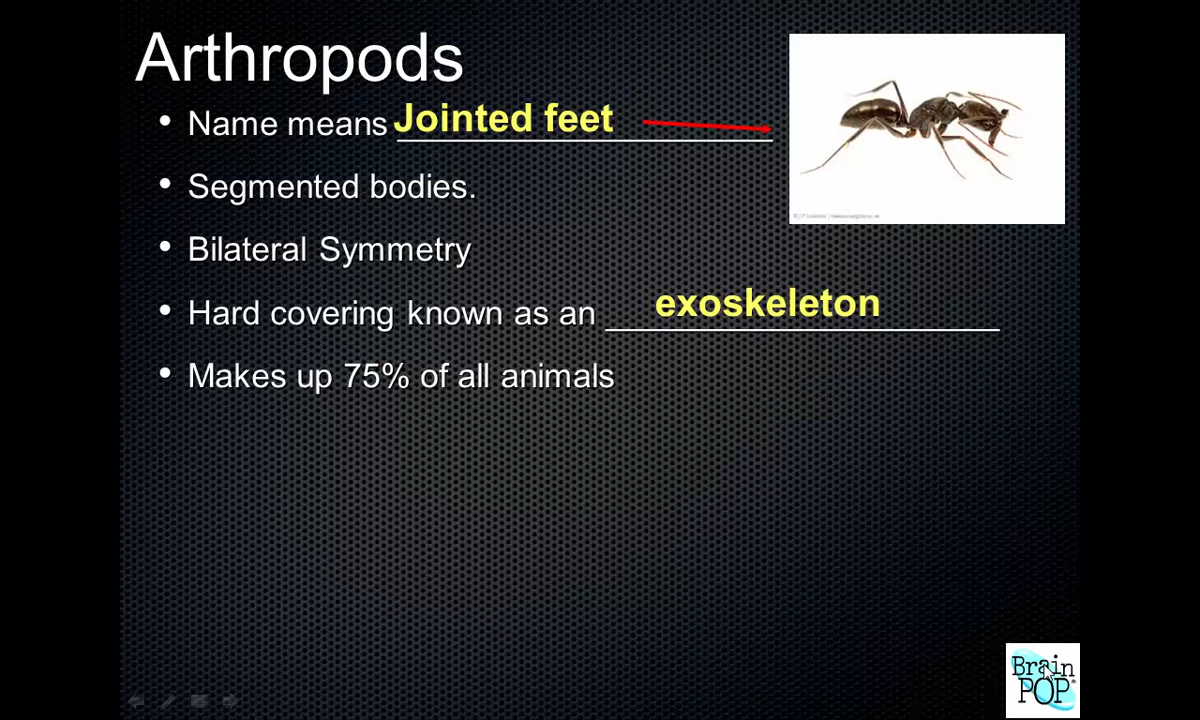 Arthropods
• Name means Jointed feet
• Segmented bodies.
• Bilateral Symmetry
• Hard covering known as an exoskeleton
• Makes up 75% of all animals
Brain
POP